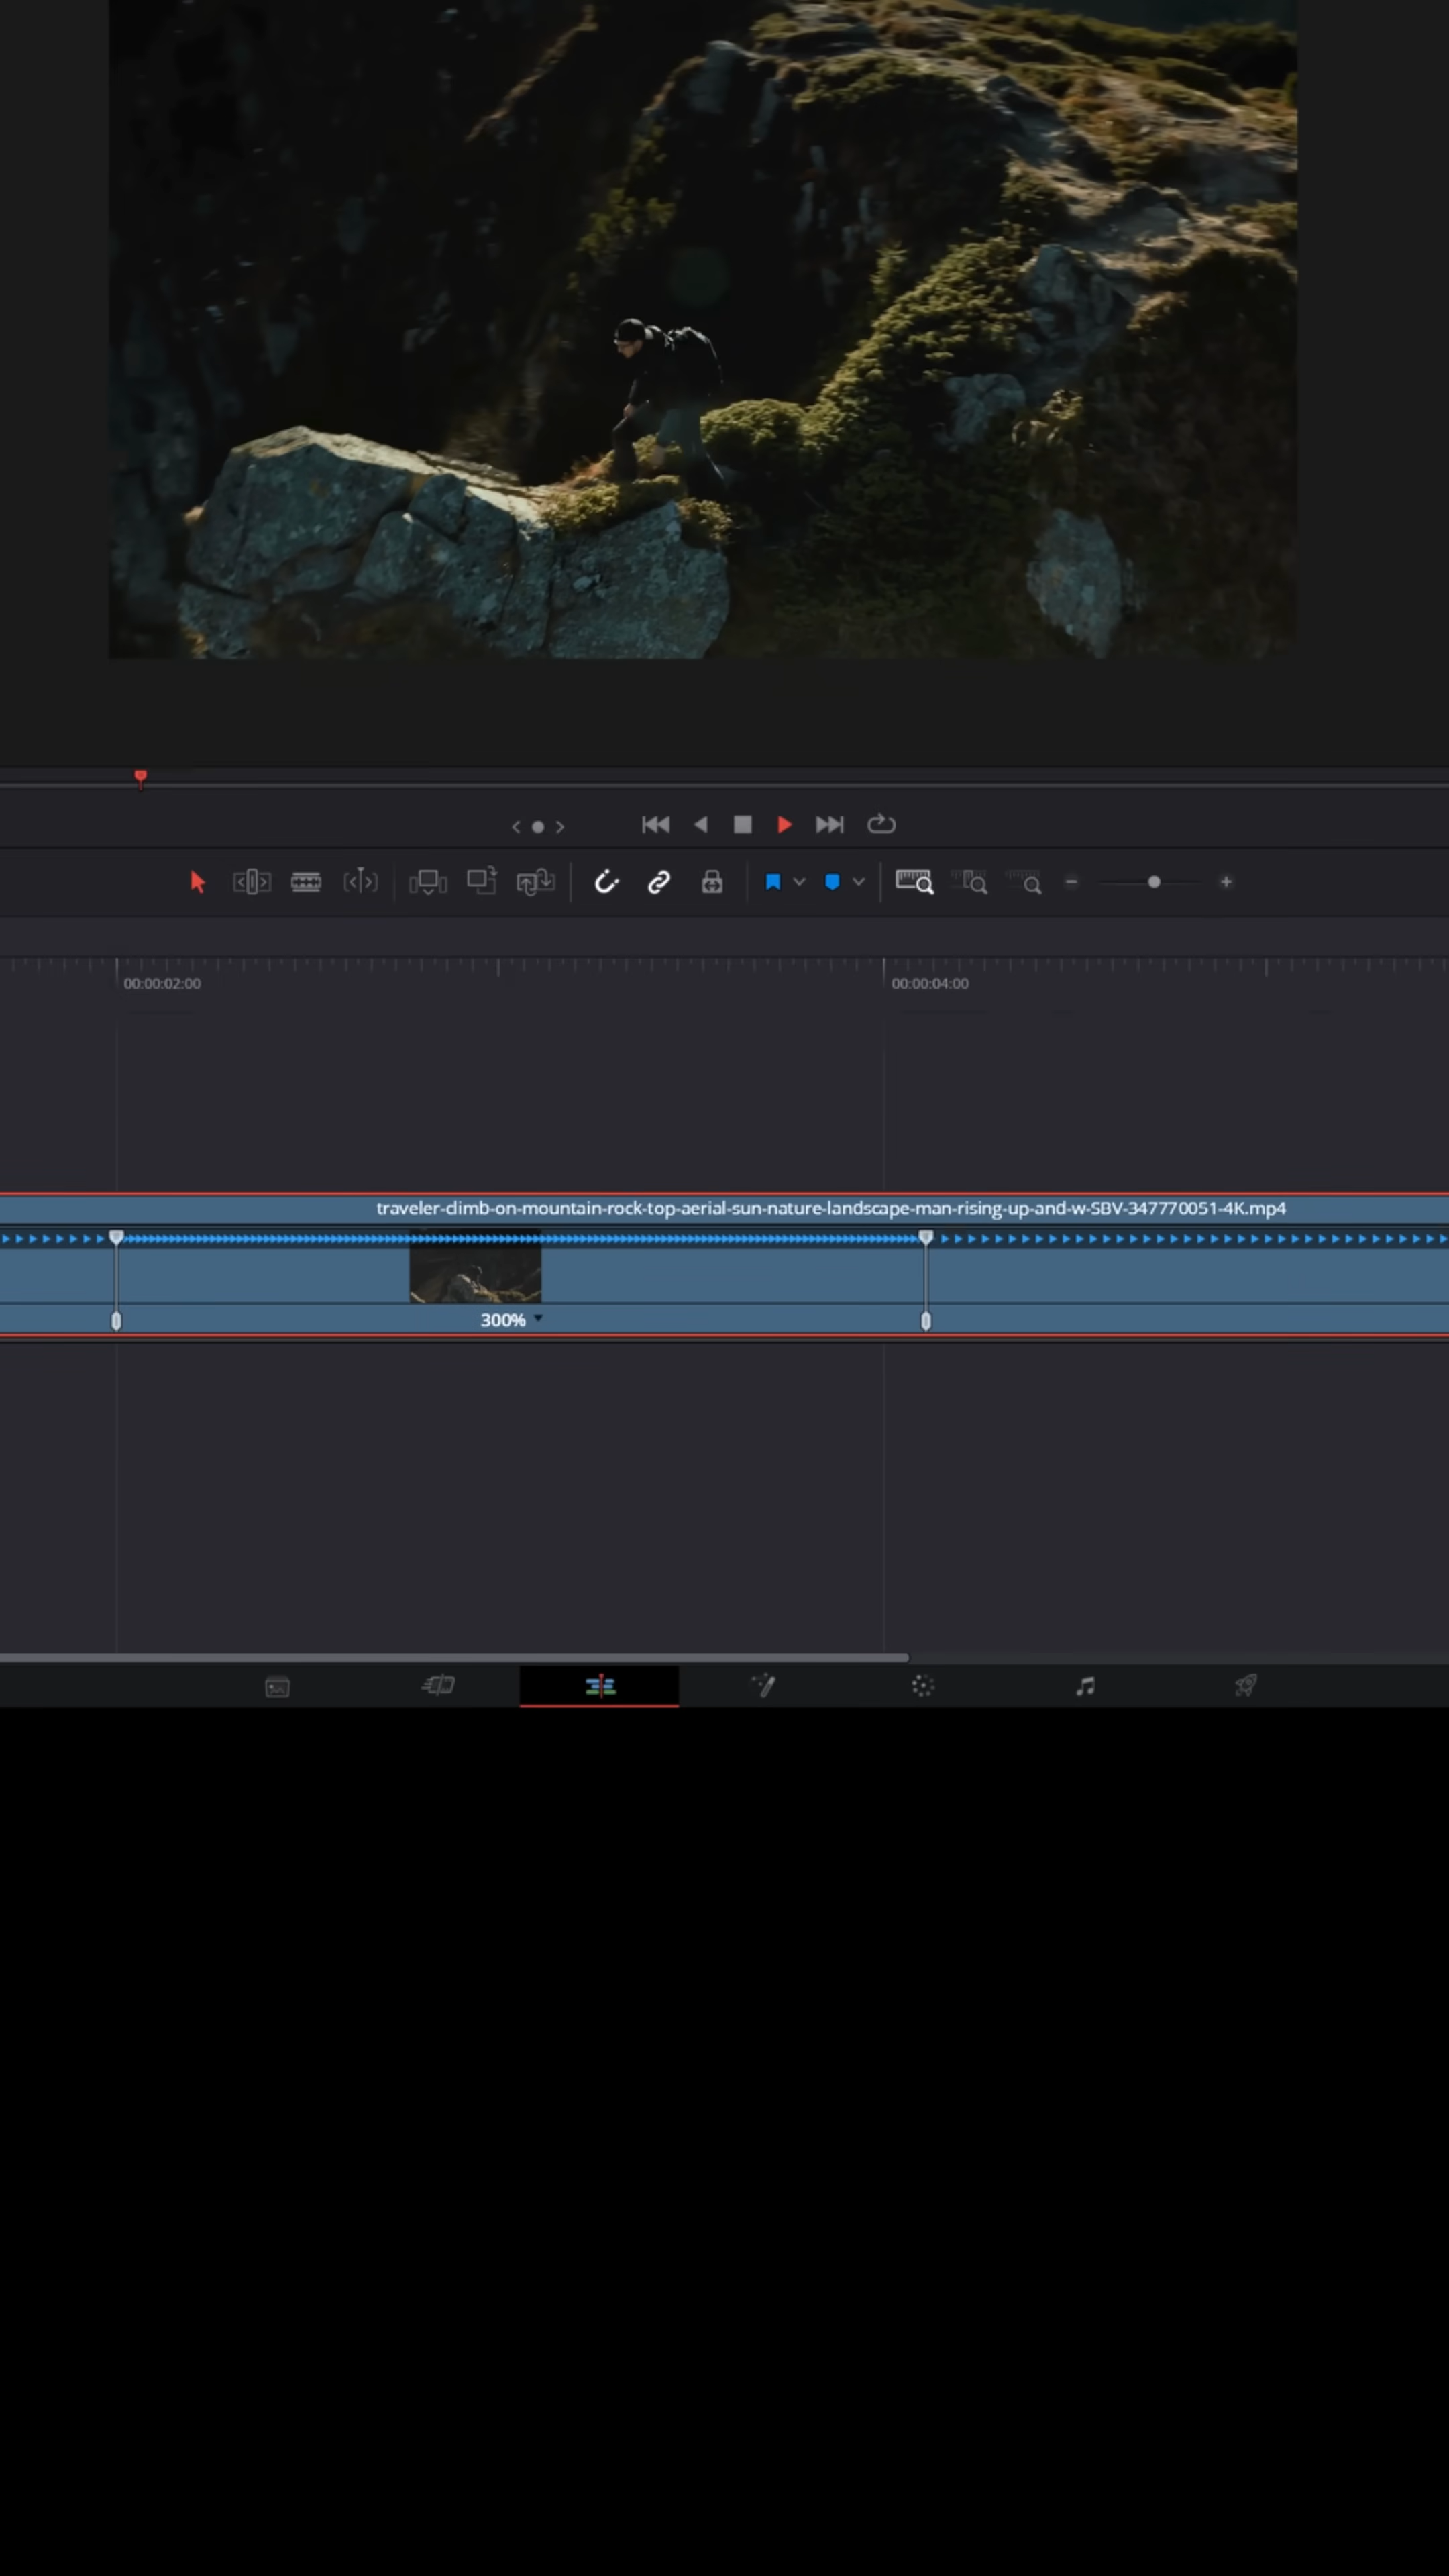 00:00:02:00 00:00:04:00
traveler-climb-on-mountain-rock-top-aerial-sun-nature-landscape-man-rising-up-and-w-SBV-347770051-4K.mp4
300%